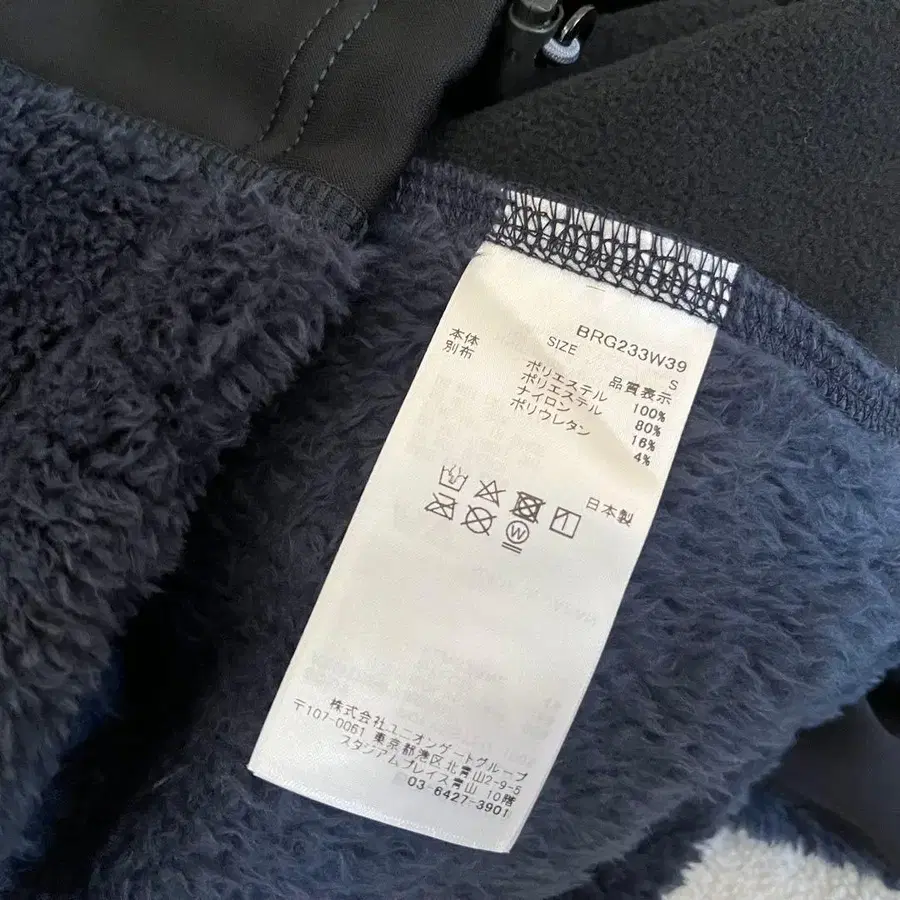 BRG233W39
SIZE S
品質表示
本体 ポリエステル 100%
別布 ポリエステル 80%
ナイロン 16%
ポリウレタン 4%
日本製
W
株式会社ユニオンゲートグループ
〒107-0061 東京都港区北青山2-9-5
スタジアムプレイス青山 10階
03-6427-3901